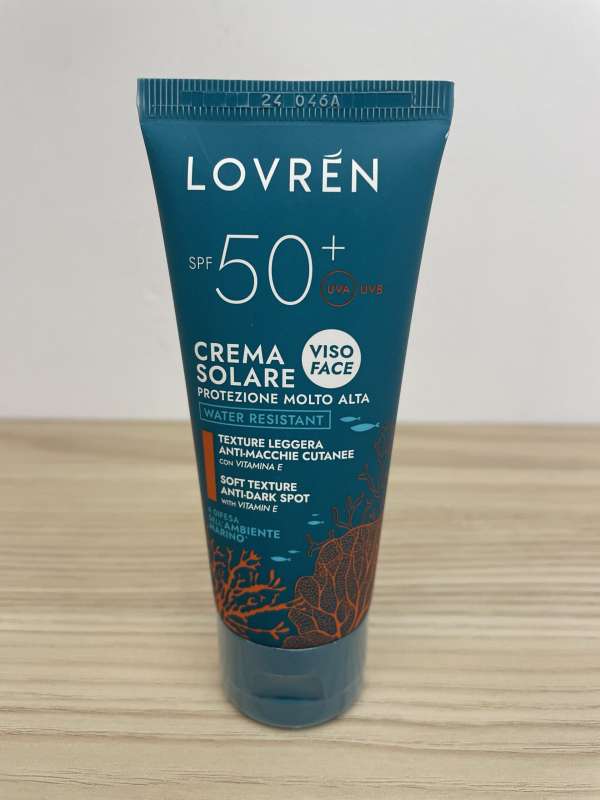 24 046A
LOVRÉN
SPF 50+
UVA UVB
CREMA
SOLARE
VISO
FACE
PROTEZIONE MOLTO ALTA
WATER RESISTANT
TEXTURE LEGGERA
ANTI-MACCHIE CUTANEE
CON VITAMINA E
SOFT TEXTURE
ANTI-DARK SPOT
WITH VITAMIN E
A DIFESA
DELL'AMBIENTE
MARINO*